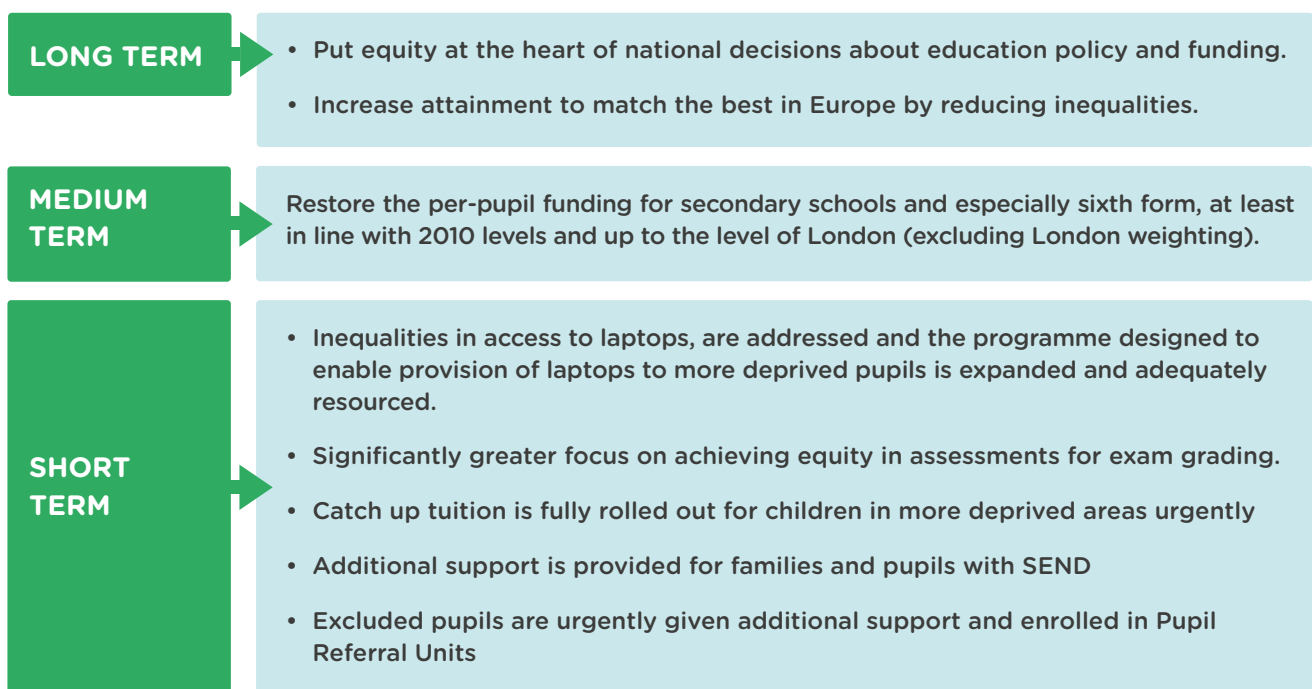 LONG TERM
• Put equity at the heart of national decisions about education policy and funding.
• Increase attainment to match the best in Europe by reducing inequalities.
MEDIUM
TERM
Restore the per-pupil funding for secondary schools and especially sixth form, at least
in line with 2010 levels and up to the level of London (excluding London weighting).
SHORT
TERM
• Inequalities in access to laptops, are addressed and the programme designed to
enable provision of laptops to more deprived pupils is expanded and adequately
resourced.
• Significantly greater focus on achieving equity in assessments for exam grading.
• Catch up tuition is fully rolled out for children in more deprived areas urgently
• Additional support is provided for families and pupils with SEND
• Excluded pupils are urgently given additional support and enrolled in Pupil
Referral Units